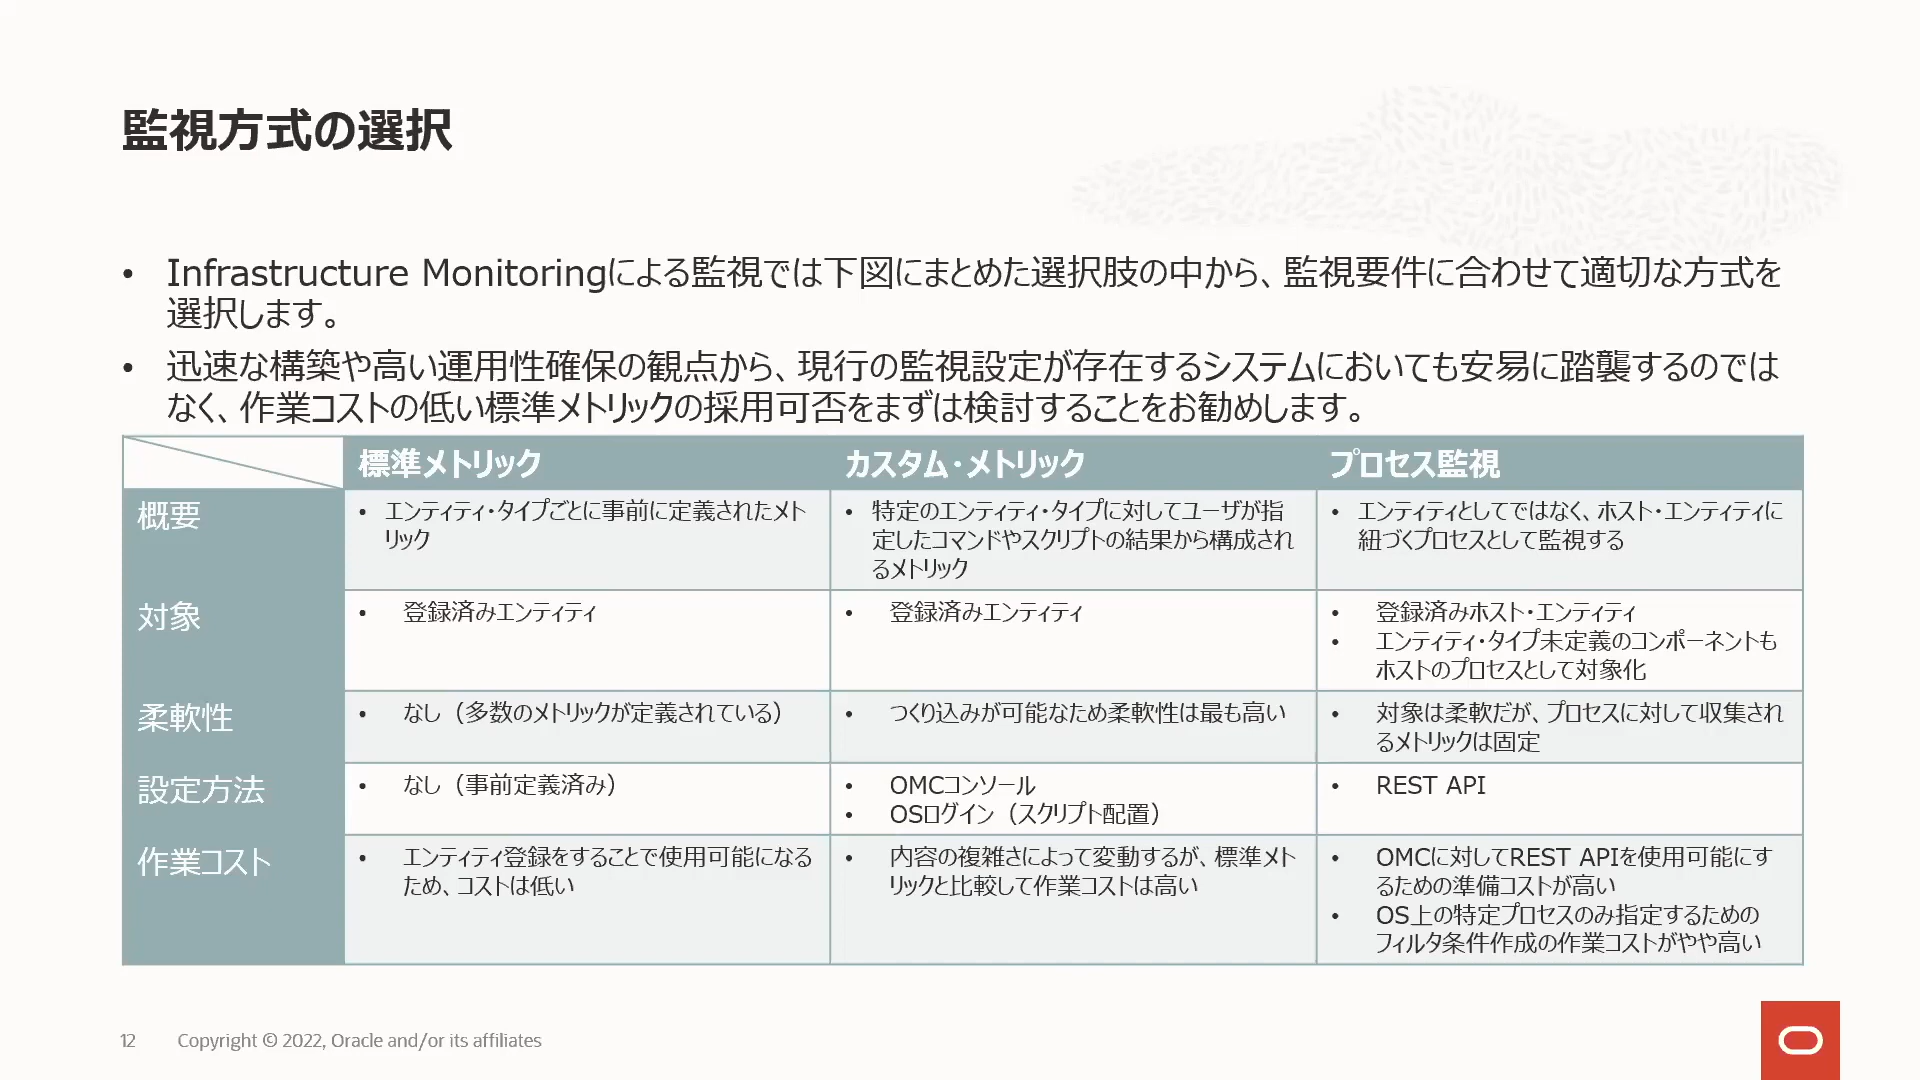 監視方式の選択
• Infrastructure Monitoringによる監視では下図にまとめた選択肢の中から、監視要件に合わせて適切な方式を
選択します。
• 迅速な構築や高い運用性確保の観点から、現行の監視設定が存在するシステムにおいても安易に踏襲するのでは
なく、作業コストの低い標準メトリックの採用可否をまずは検討することをお勧めします。
標準メトリック
カスタム・メトリック
プロセス監視
概要
• エンティティ・タイプごとに事前に定義されたメト
リック
• 特定のエンティティ・タイプに対してユーザが指
定したコマンドやスクリプトの結果から構成され
るメトリック
• エンティティとしてではなく、ホスト・エンティティに
紐づくプロセスとして監視する
対象
• 登録済みエンティティ
• 登録済みエンティティ
• 登録済みホスト・エンティティ
• エンティティ・タイプ未定義のコンポーネントも
ホストのプロセスとして対象化
柔軟性
• なし（多数のメトリックが定義されている）
• つくり込みが可能なため柔軟性は最も高い
• 対象は柔軟だが、プロセスに対して収集され
るメトリックは固定
設定方法
• なし（事前定義済み）
• OMCコンソール
• OSログイン（スクリプト配置）
• REST API
作業コスト
• エンティティ登録をすることで使用可能になる
ため、コストは低い
• 内容の複雑さによって変動するが、標準メト
リックと比較して作業コストは高い
• OMCに対してREST APIを使用可能にす
るための準備コストが高い
• OS上の特定プロセスのみ指定するための
フィルタ条件作成の作業コストがやや高い
12 Copyright © 2022, Oracle and/or its affiliates